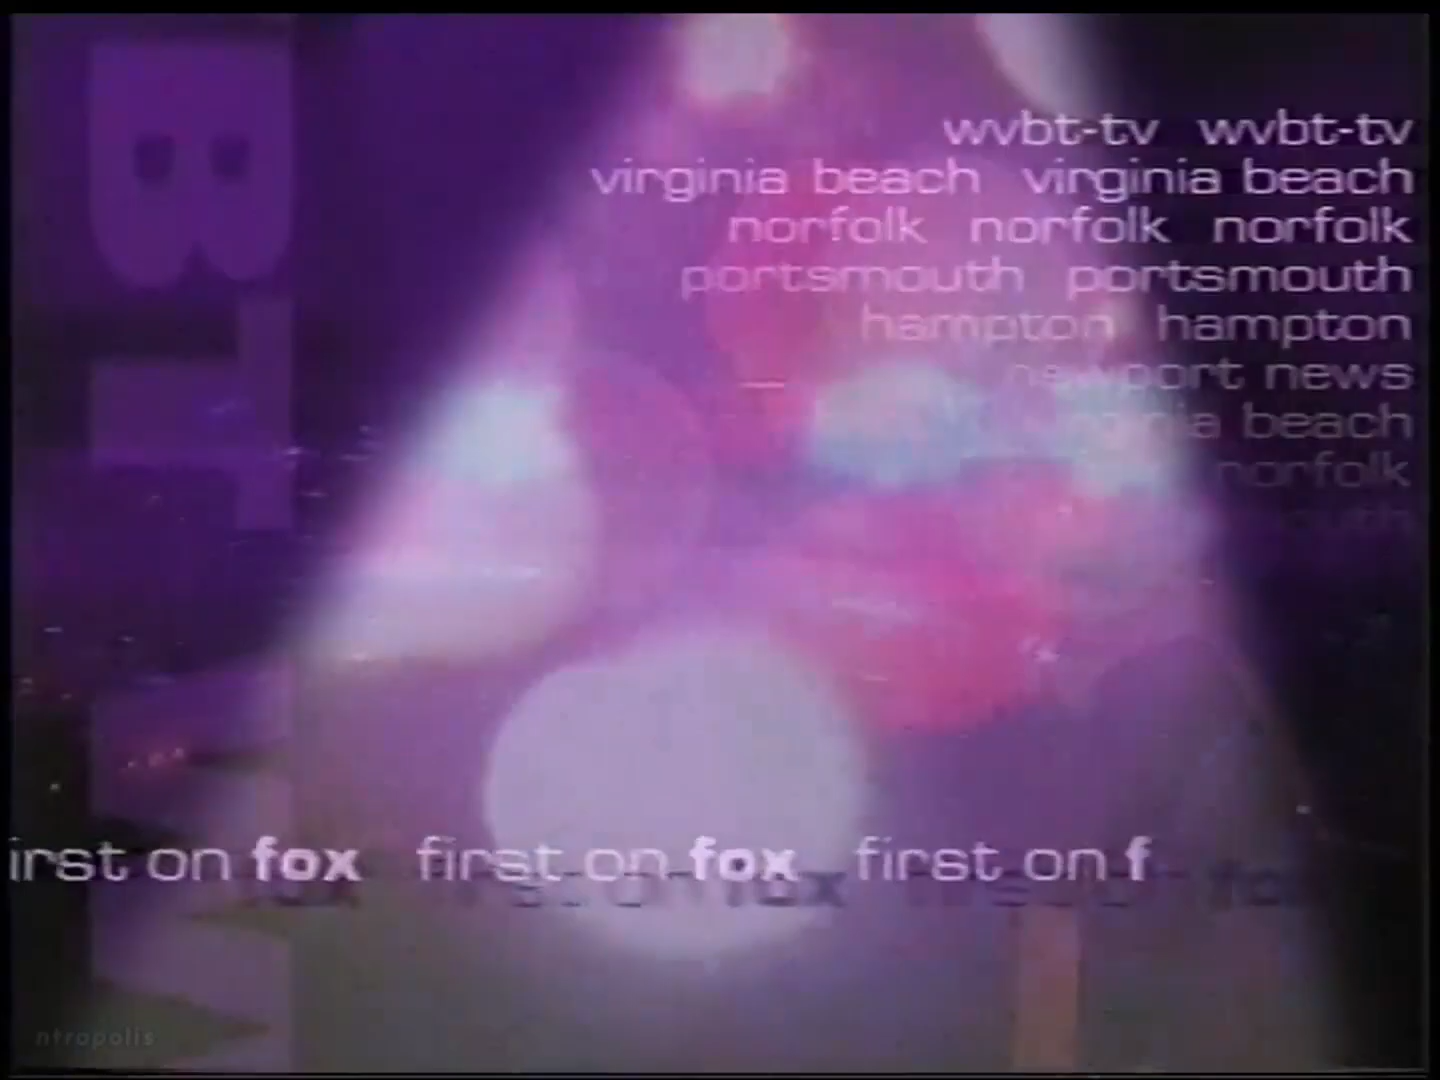 wvbt-tv wvbt-tv
virginia beach virginia beach
norfolk norfolk norfolk
portsmouth portsmouth
hampton hampton
newport news
beach
norfolk
irst on fox first on fox first on f
ntropolis